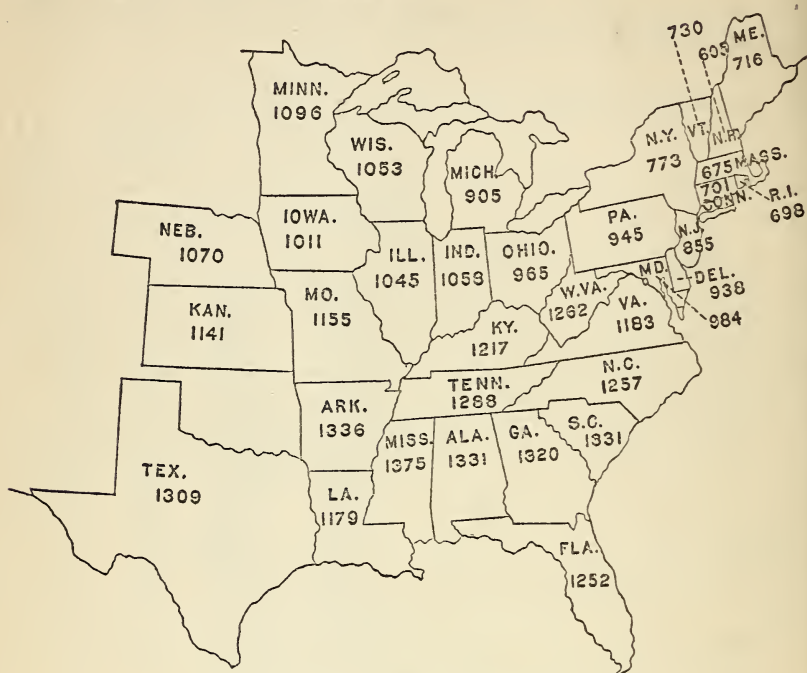 730
605
ME.
716
MINN.
1096
WIS.
1053
MICH.
905
N.Y.
773
VT.
N.H.
675
MASS.
701
CONN.
R.I.
698
NEB.
1070
IOWA.
1011
ILL.
1045
IND.
1058
OHIO.
965
PA.
945
N.J.
855
MD.
DEL.
938
984
KAN.
1141
MO.
1155
KY.
1217
W.VA.
1262
VA.
1183
TENN.
1288
N.C.
1257
ARK.
1336
MISS.
1375
ALA.
1331
GA.
1320
S.C.
1331
TEX.
1309
LA.
1179
FLA.
1252